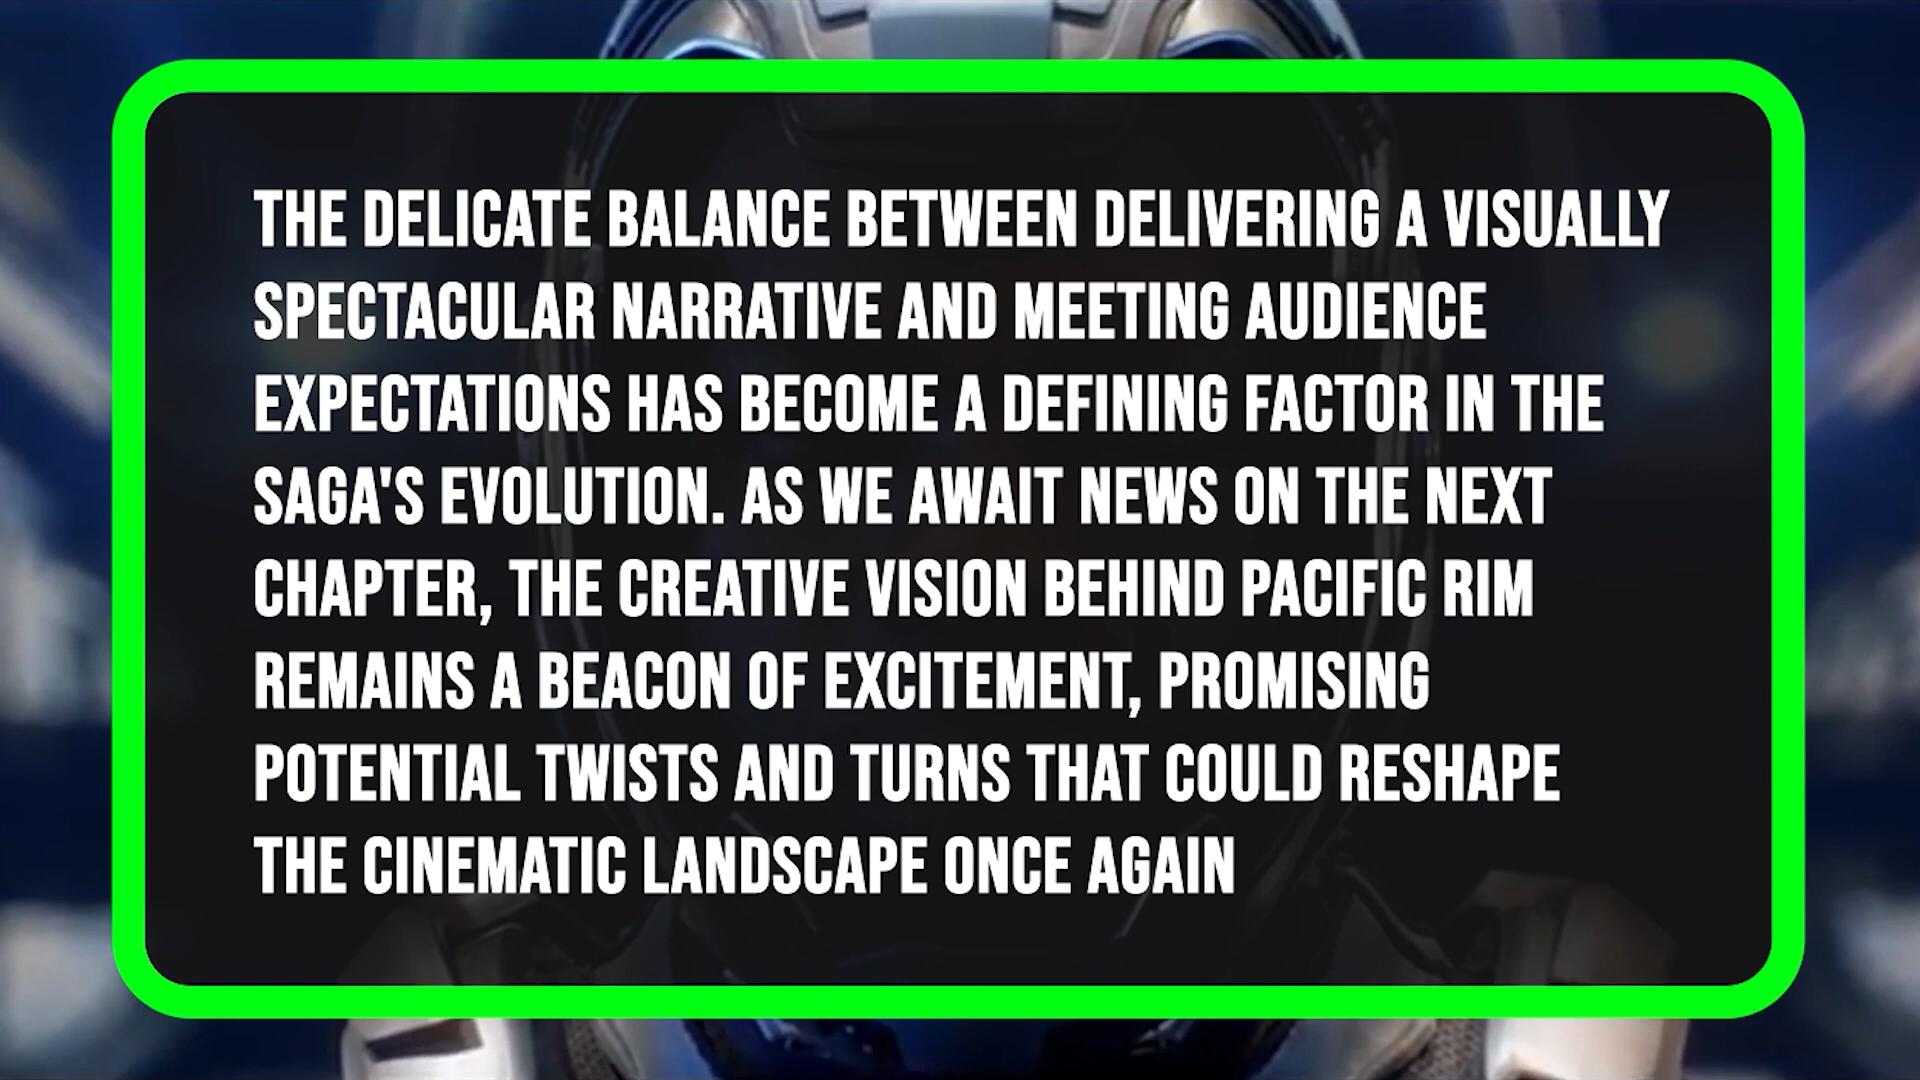 THE DELICATE BALANCE BETWEEN DELIVERING A VISUALLY
SPECTACULAR NARRATIVE AND MEETING AUDIENCE
EXPECTATIONS HAS BECOME A DEFINING FACTOR IN THE
SAGA'S EVOLUTION. AS WE AWAIT NEWS ON THE NEXT
CHAPTER, THE CREATIVE VISION BEHIND PACIFIC RIM
REMAINS A BEACON OF EXCITEMENT, PROMISING
POTENTIAL TWISTS AND TURNS THAT COULD RESHAPE
THE CINEMATIC LANDSCAPE ONCE AGAIN